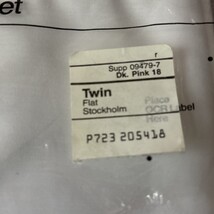 et
r
Supp 09479-7
Dk. Pink 18
Twin
Flat
Stockholm
Place
OCR Label
Here
P723 205418